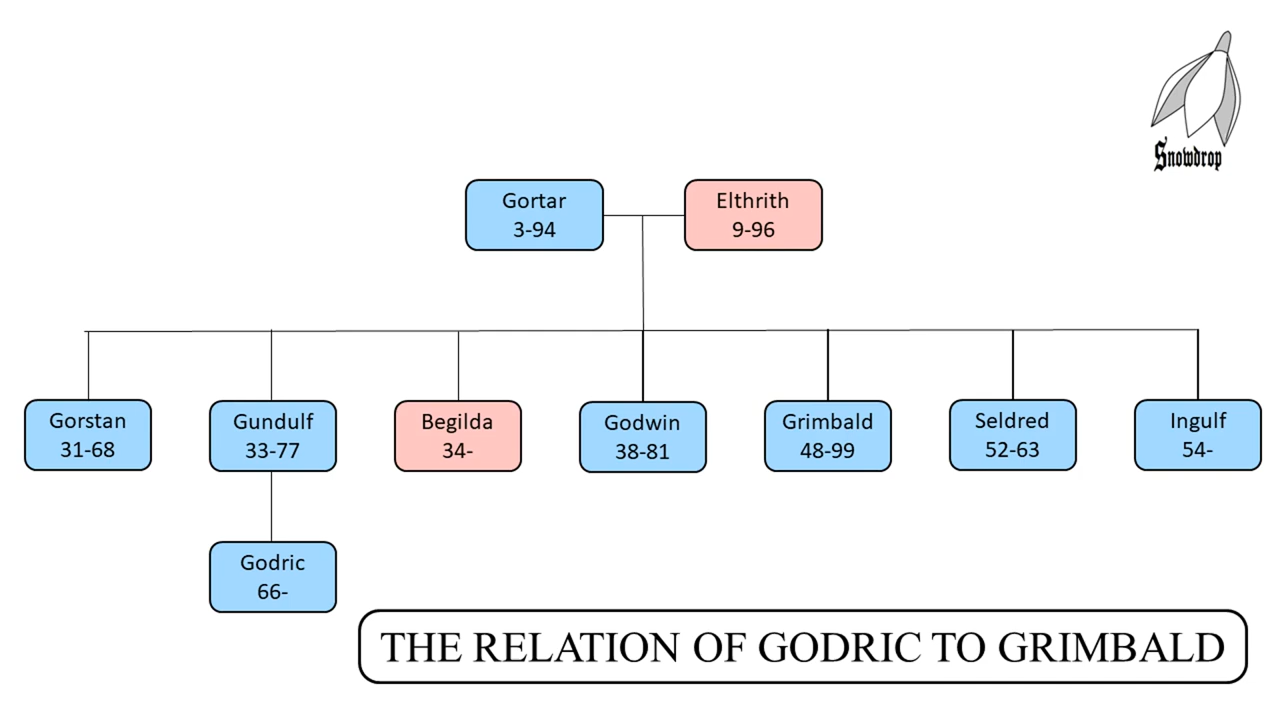 Snowdrop
Gortar
3-94
Elthrith
9-96
Gorstan
31-68
Gundulf
33-77
Begilda
34-
Godwin
38-81
Grimbald
48-99
Seldred
52-63
Ingulf
54-
Godric
66-
THE RELATION OF GODRIC TO GRIMBALD